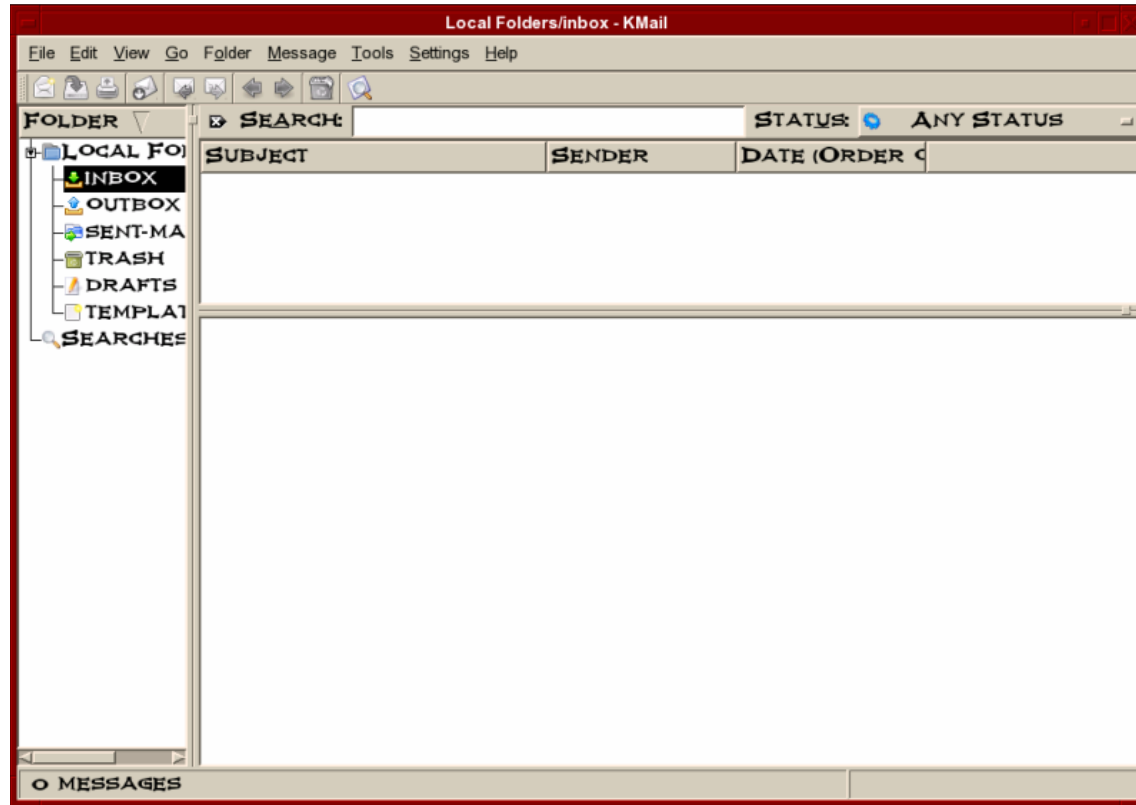 Local Folders/inbox - KMail
File Edit View Go Folder Message Tools Settings Help
Folder Search: Status: Any Status
Local Fol Subject Sender Date (Order
inbox
outbox
sent-ma
trash
drafts
templat
Searches
0 messages